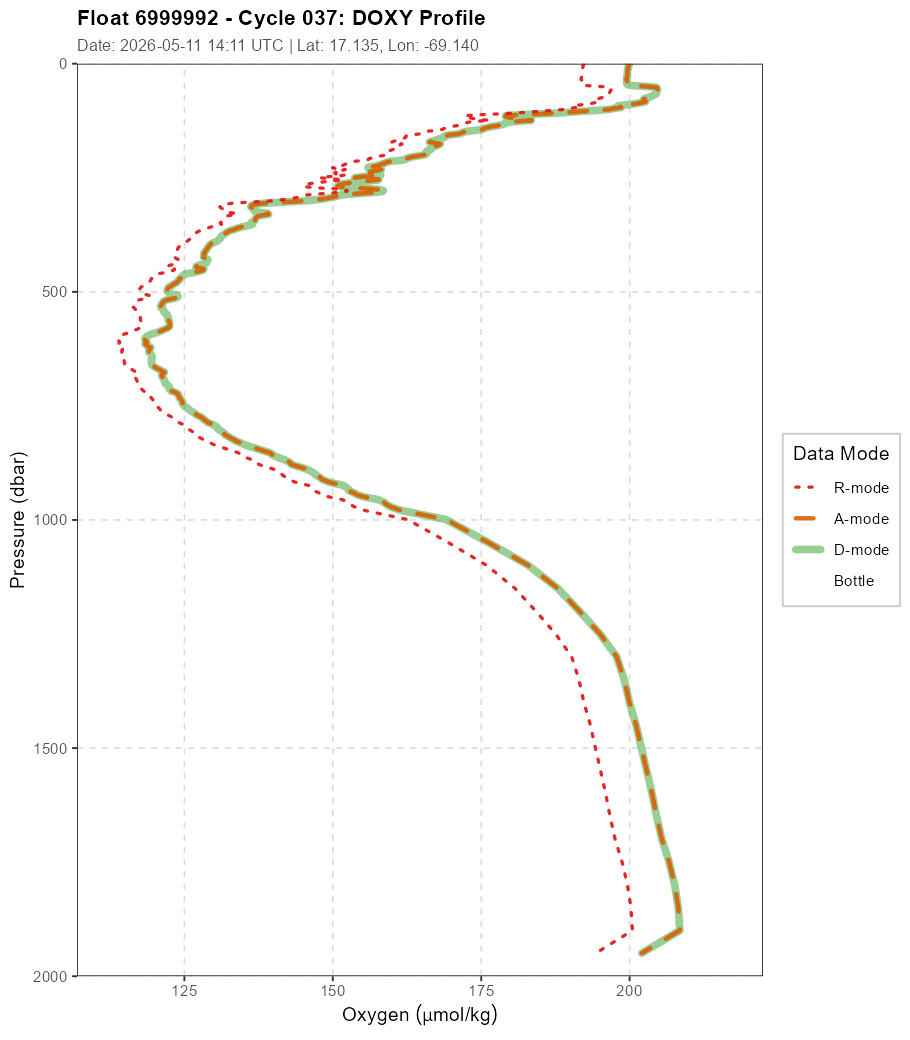 Float 6999992 - Cycle 037: DOXY Profile
Date: 2026-05-11 14:11 UTC | Lat: 17.135, Lon: -69.140
0
500
1000
1500
2000
Pressure (dbar)
125 150 175 200
Oxygen (µmol/kg)
Data Mode
R-mode
A-mode
D-mode
Bottle